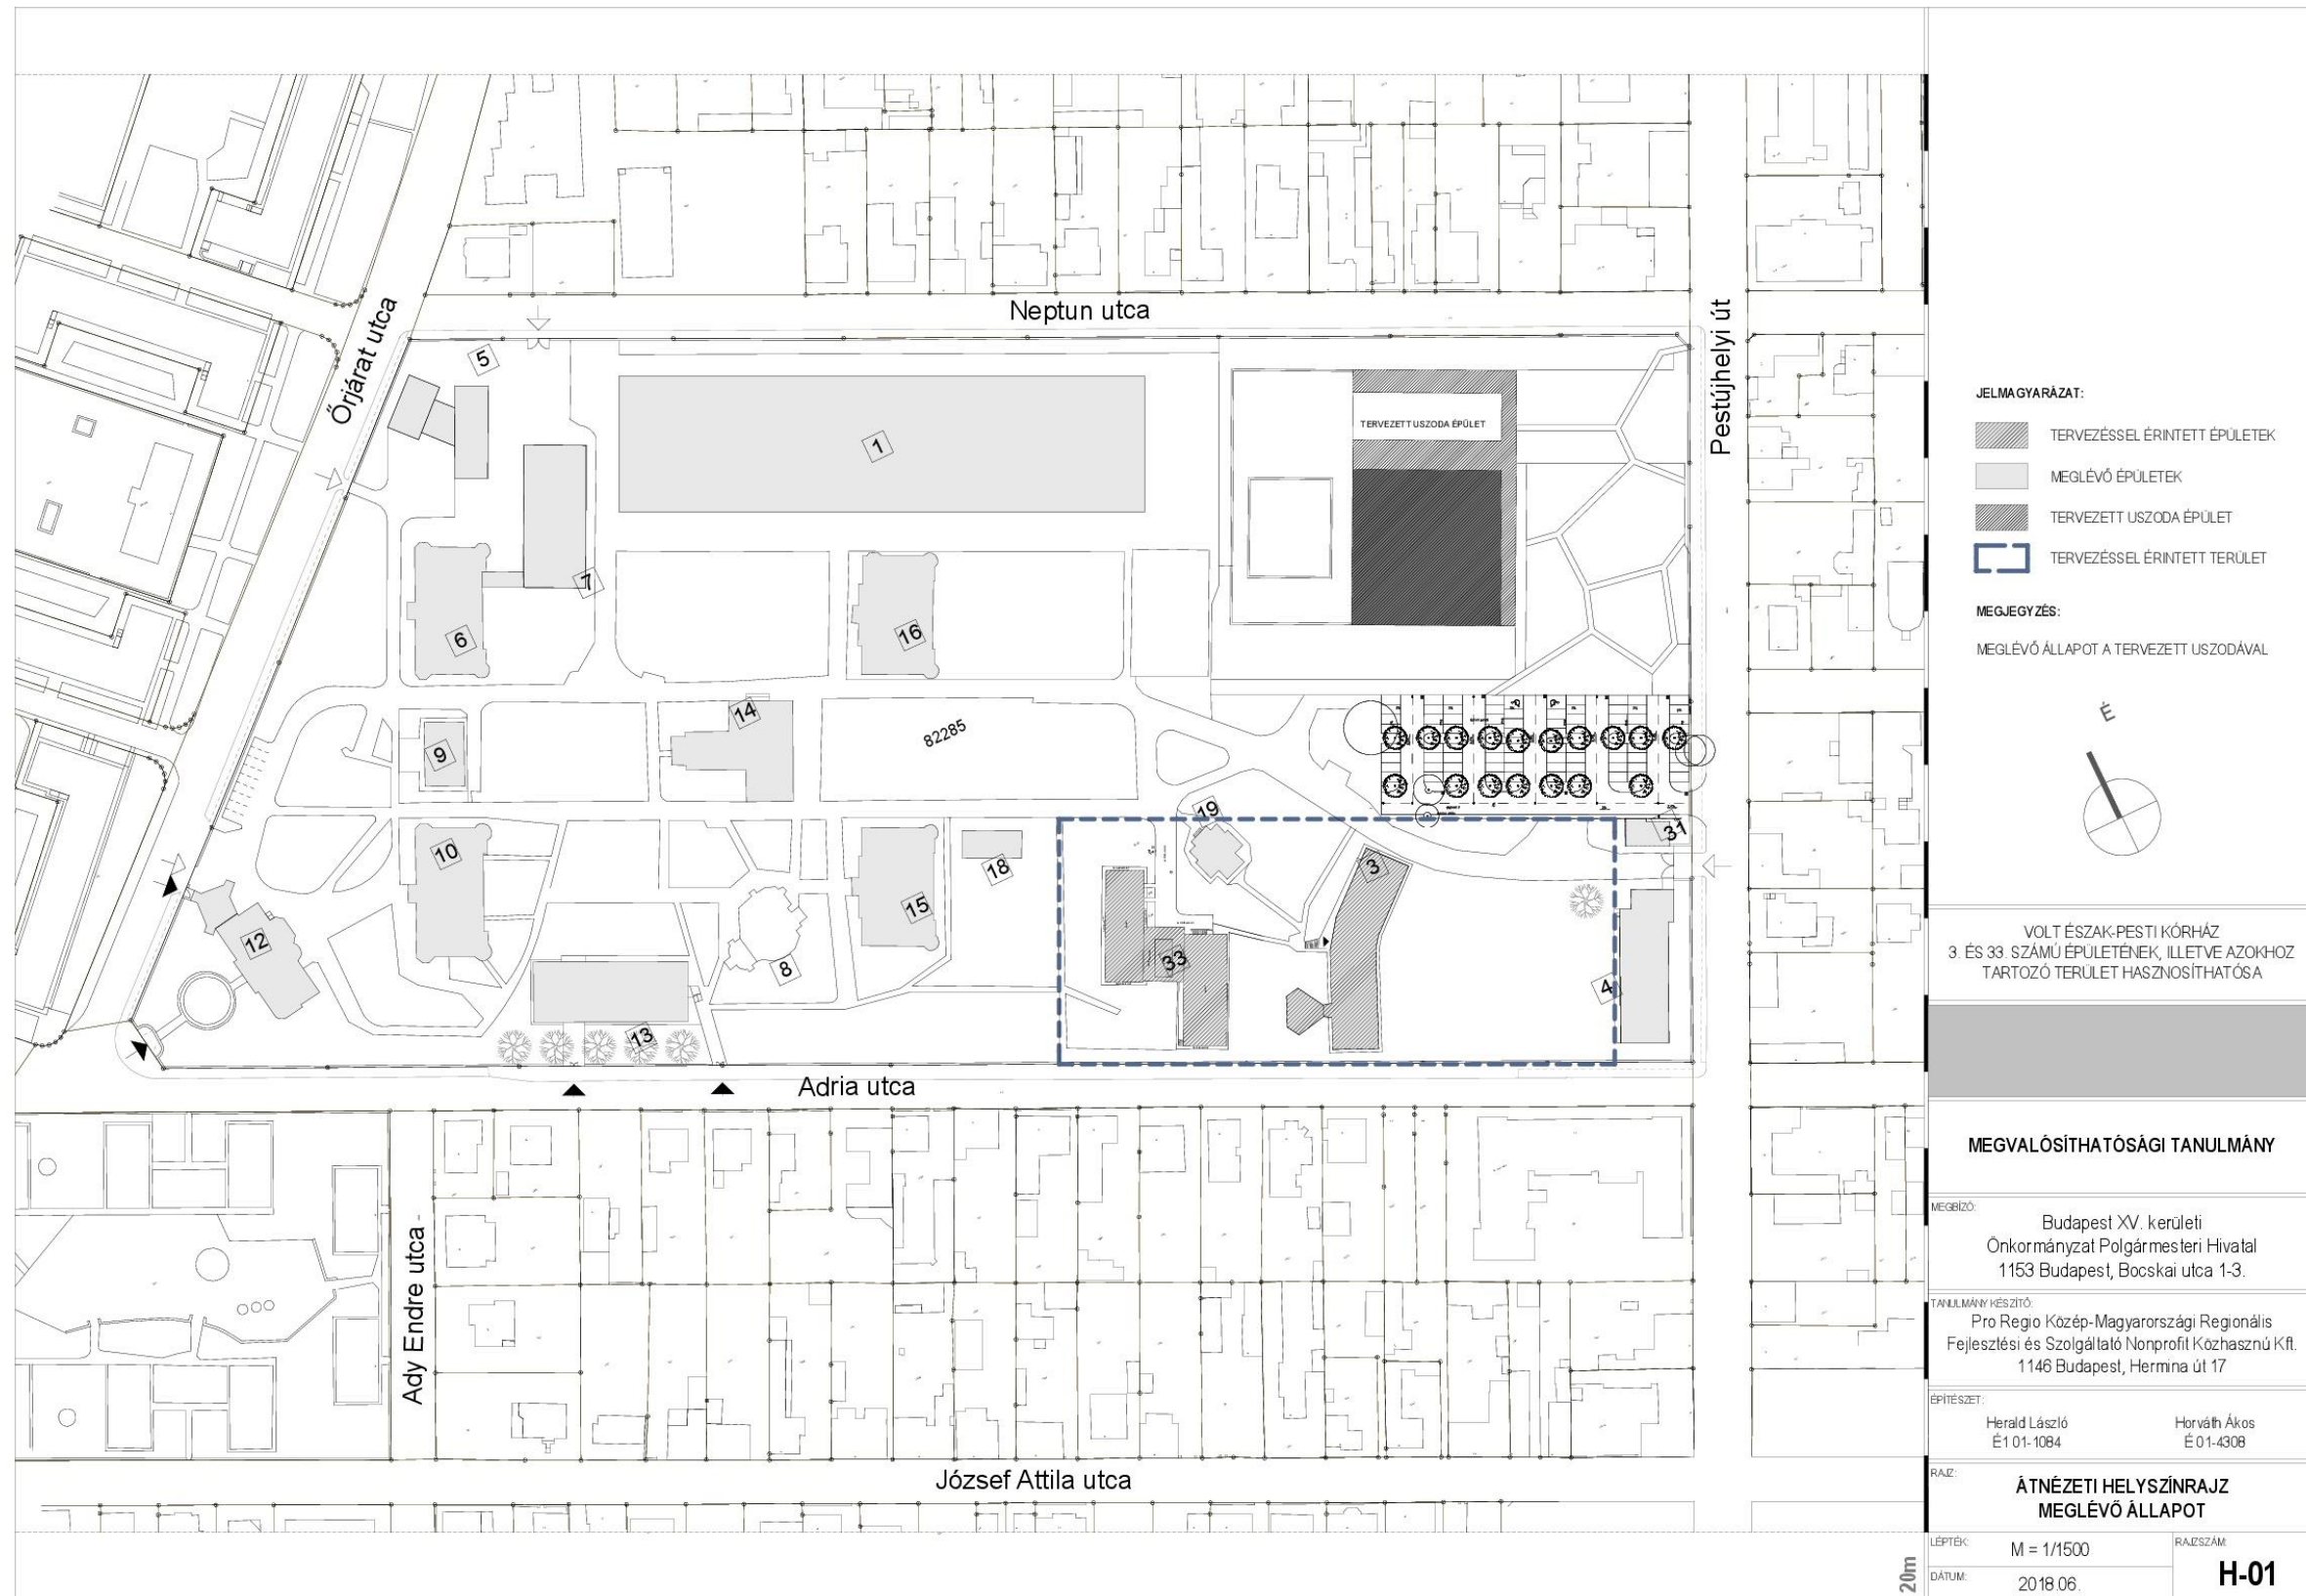 Neptun utca
Őrjárat utca
Pestújhelyi út
5
1
TERVEZETT USZODA ÉPÜLET
7
6
16
14
9
82285
19
31
10
18
3
15
12
8
33
4
13
Adria utca
Ady Endre utca
József Attila utca
JELMAGYARÁZAT:
TERVEZÉSSEL ÉRINTETT ÉPÜLETEK
MEGLÉVŐ ÉPÜLETEK
TERVEZETT USZODA ÉPÜLET
TERVEZÉSSEL ÉRINTETT TERÜLET
MEGJEGYZÉS:
MEGLÉVŐ ÁLLAPOT A TERVEZETT USZODÁVAL
É
VOLT ÉSZAK-PESTI KÓRHÁZ
3. ÉS 33. SZÁMÚ ÉPÜLETÉNEK, ILLETVE AZOKHOZ
TARTOZÓ TERÜLET HASZNOSÍTHATÓSA
MEGVALÓSÍTHATÓSÁGI TANULMÁNY
MEGBÍZÓ:
Budapest XV. kerületi
Önkormányzat Polgármesteri Hivatal
1153 Budapest, Bocskai utca 1-3.
TANULMÁNY KÉSZÍTŐ:
Pro Regio Közép-Magyarországi Regionális
Fejlesztési és Szolgáltató Nonprofit Közhasznú Kft.
1146 Budapest, Hermina út 17
ÉPÍTÉSZET:
Herald László Horváth Ákos
É1 01-1084 É 01-4308
RAJZ:
ÁTNÉZETI HELYSZÍNRAJZ
MEGLÉVŐ ÁLLAPOT
LÉPTÉK: M = 1/1500
RAJZSZÁM:
H-01
DÁTUM: 2018.06.
20m